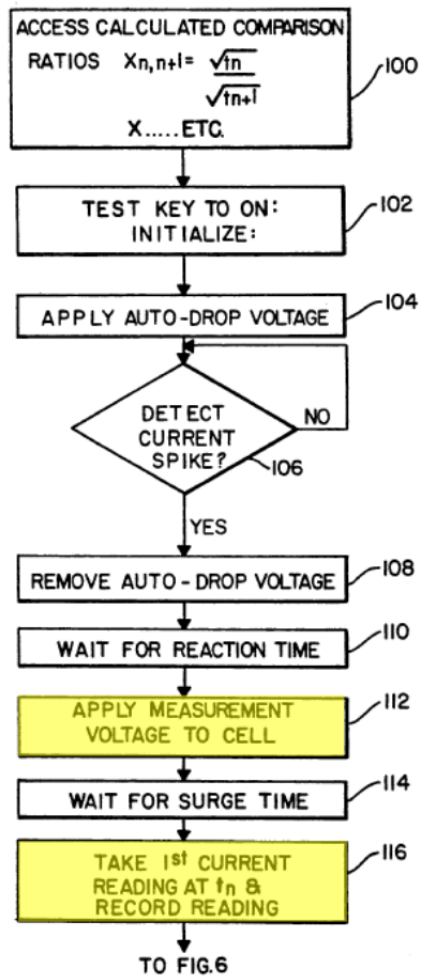 ACCESS CALCULATED COMPARISON
RATIOS Xn,n+1= √tn
√tn+1
X.....ETC.
100
TEST KEY TO ON:
INITIALIZE:
102
APPLY AUTO-DROP VOLTAGE
104
DETECT
CURRENT
SPIKE?
NO
106
YES
REMOVE AUTO-DROP VOLTAGE
108
WAIT FOR REACTION TIME
110
APPLY MEASUREMENT
VOLTAGE TO CELL
112
WAIT FOR SURGE TIME
114
TAKE 1st CURRENT
READING AT tn &
RECORD READING
116
TO FIG.6